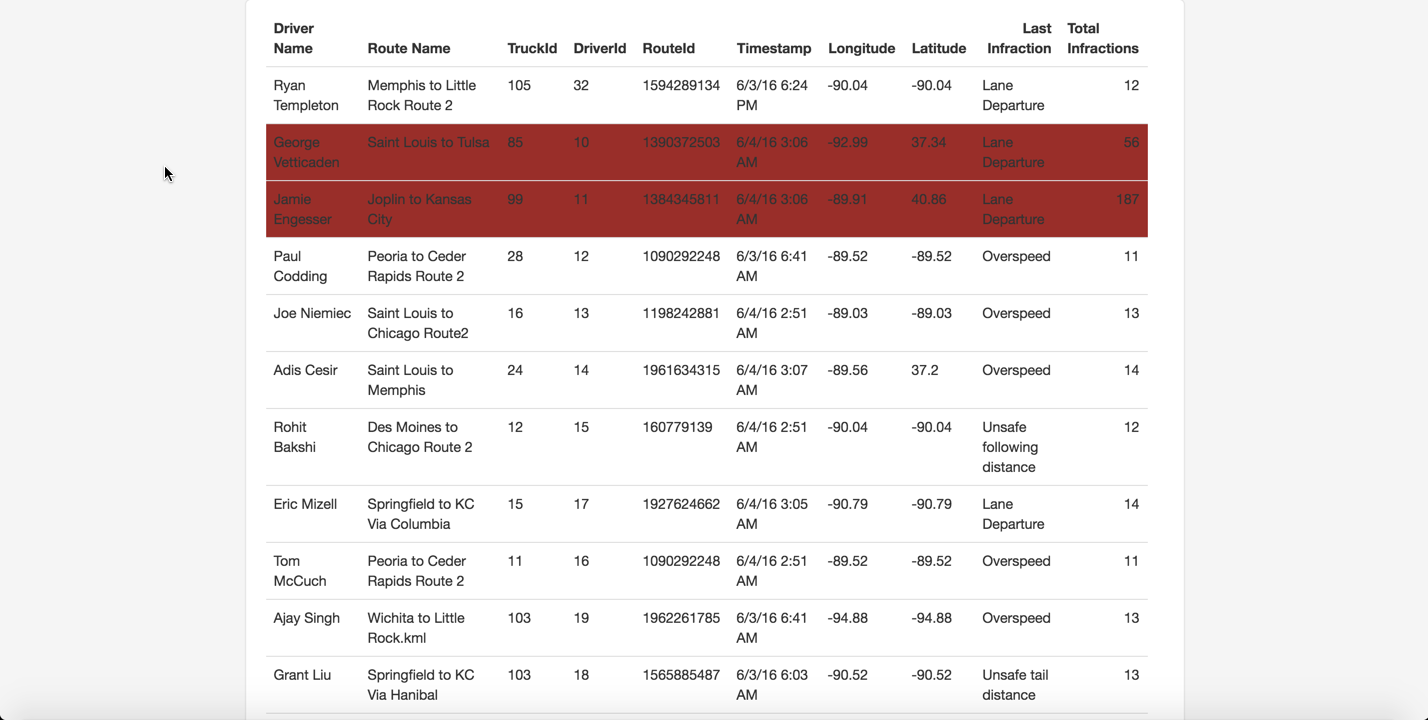 Driver Name Route Name TruckId DriverId RouteId Timestamp Longitude Latitude Last Infraction Total Infractions
Ryan Templeton Memphis to Little Rock Route 2 105 32 1594289134 6/3/16 6:24 PM -90.04 -90.04 Lane Departure 12
George Vetticaden Saint Louis to Tulsa 85 10 1390372503 6/4/16 3:06 AM -92.99 37.34 Lane Departure 56
Jamie Engesser Joplin to Kansas City 99 11 1384345811 6/4/16 3:06 AM -89.91 40.86 Lane Departure 187
Paul Codding Peoria to Ceder Rapids Route 2 28 12 1090292248 6/3/16 6:41 AM -89.52 -89.52 Overspeed 11
Joe Niemiec Saint Louis to Chicago Route2 16 13 1198242881 6/4/16 2:51 AM -89.03 -89.03 Overspeed 13
Adis Cesir Saint Louis to Memphis 24 14 1961634315 6/4/16 3:07 AM -89.56 37.2 Overspeed 14
Rohit Bakshi Des Moines to Chicago Route 2 12 15 160779139 6/4/16 2:51 AM -90.04 -90.04 Unsafe following distance 12
Eric Mizell Springfield to KC Via Columbia 15 17 1927624662 6/4/16 3:05 AM -90.79 -90.79 Lane Departure 14
Tom McCuch Peoria to Ceder Rapids Route 2 11 16 1090292248 6/4/16 2:51 AM -89.52 -89.52 Overspeed 11
Ajay Singh Wichita to Little Rock.kml 103 19 1962261785 6/3/16 6:41 AM -94.88 -94.88 Overspeed 13
Grant Liu Springfield to KC Via Hanibal 103 18 1565885487 6/3/16 6:03 AM -90.52 -90.52 Unsafe tail distance 13